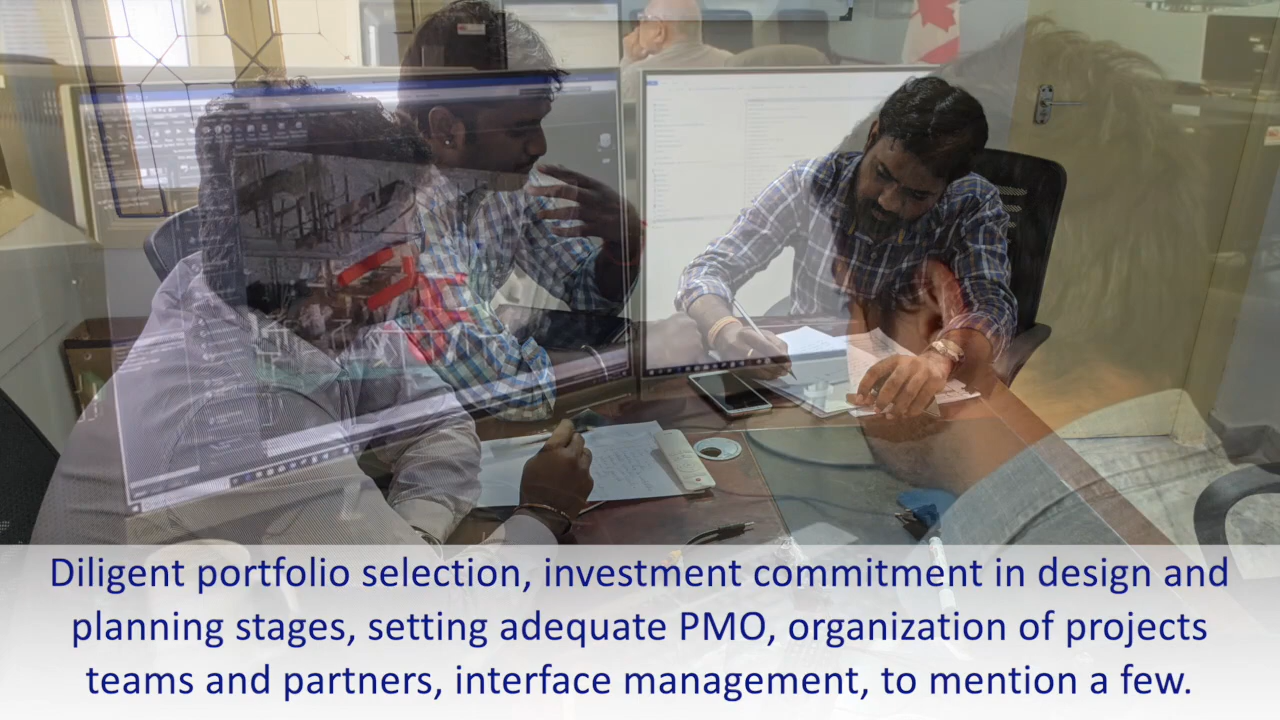 Diligent portfolio selection, investment commitment in design and
planning stages, setting adequate PMO, organization of projects
teams and partners, interface management, to mention a few.